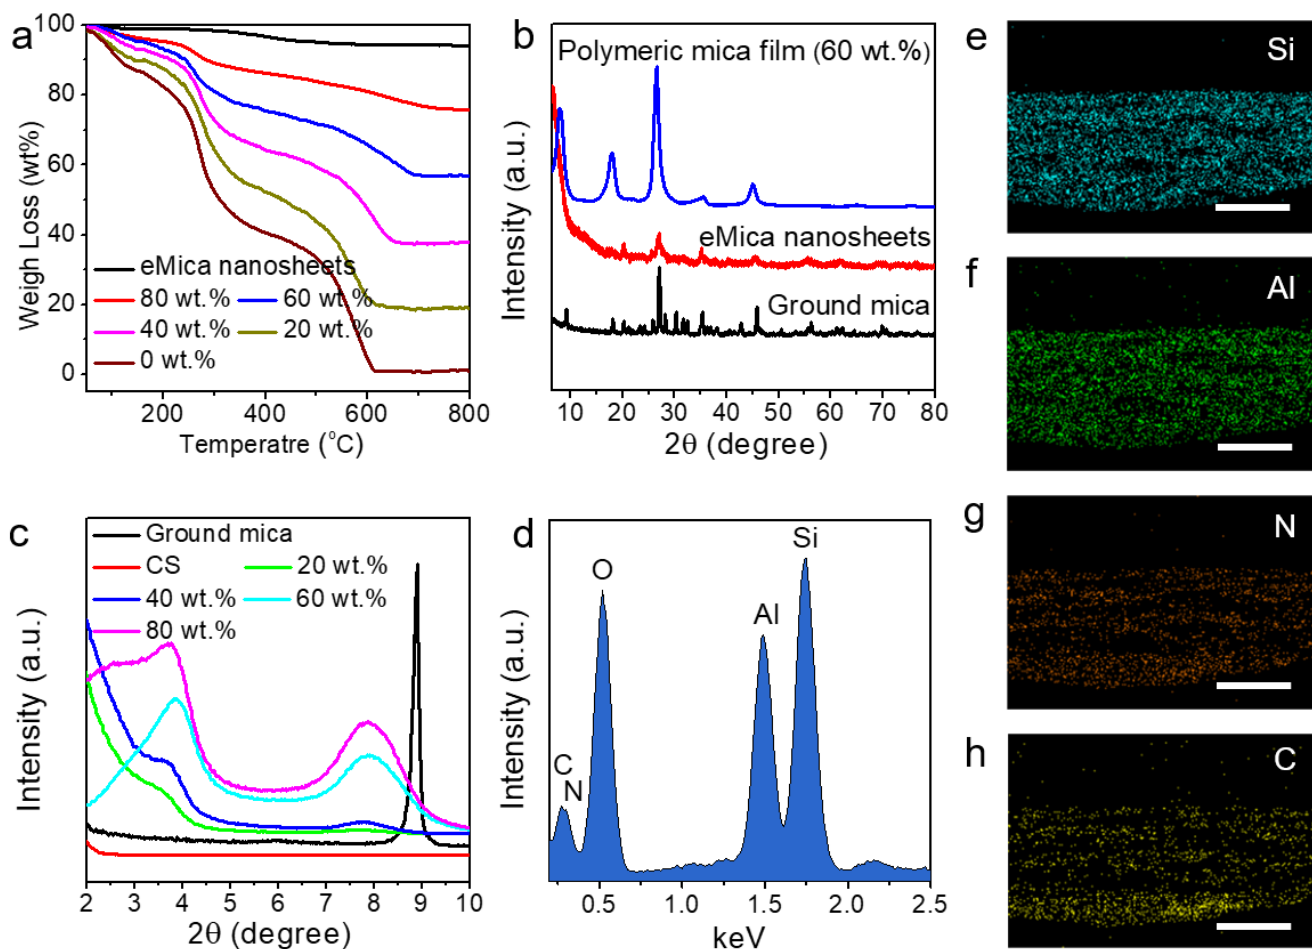 a
100
80
60
40
20
0
Weigh Loss (wt%)
eMica nanosheets
80 wt.% 60 wt.%
40 wt.% 20 wt.%
0 wt.%
200 400 600 800
Temperatre (°C)
b
Polymeric mica film (60 wt.%)
eMica nanosheets
Ground mica
Intensity (a.u.)
10 20 30 40 50 60 70 80
2θ (degree)
c
Ground mica
CS 20 wt.%
40 wt.% 60 wt.%
80 wt.%
Intensity (a.u.)
2 3 4 5 6 7 8 9 10
2θ (degree)
d
C
N
O
Al
Si
Intensity (a.u.)
0.5 1.0 1.5 2.0 2.5
keV
e
Si
f
Al
g
N
h
C